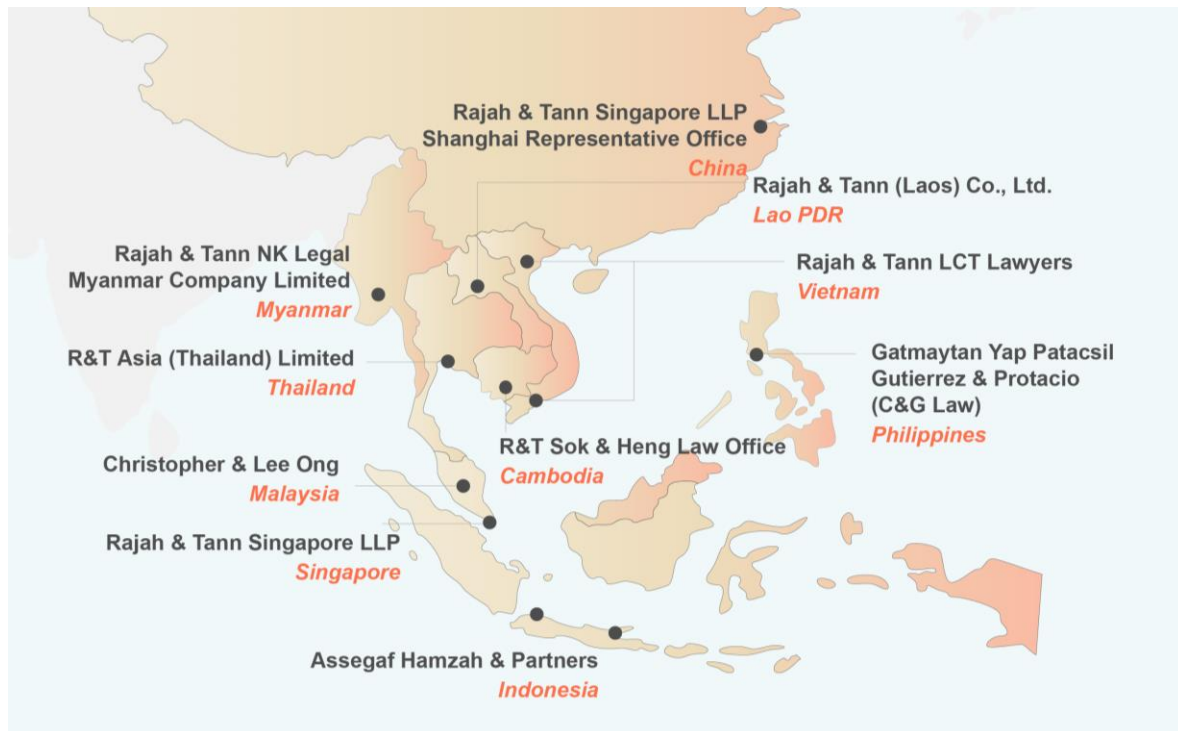 Rajah & Tann Singapore LLP
Shanghai Representative Office
China
Rajah & Tann (Laos) Co., Ltd.
Lao PDR
Rajah & Tann NK Legal
Myanmar Company Limited
Myanmar
Rajah & Tann LCT Lawyers
Vietnam
R&T Asia (Thailand) Limited
Thailand
Gatmaytan Yap Patacsil
Gutierrez & Protacio
(C&G Law)
Philippines
R&T Sok & Heng Law Office
Cambodia
Christopher & Lee Ong
Malaysia
Rajah & Tann Singapore LLP
Singapore
Assegaf Hamzah & Partners
Indonesia